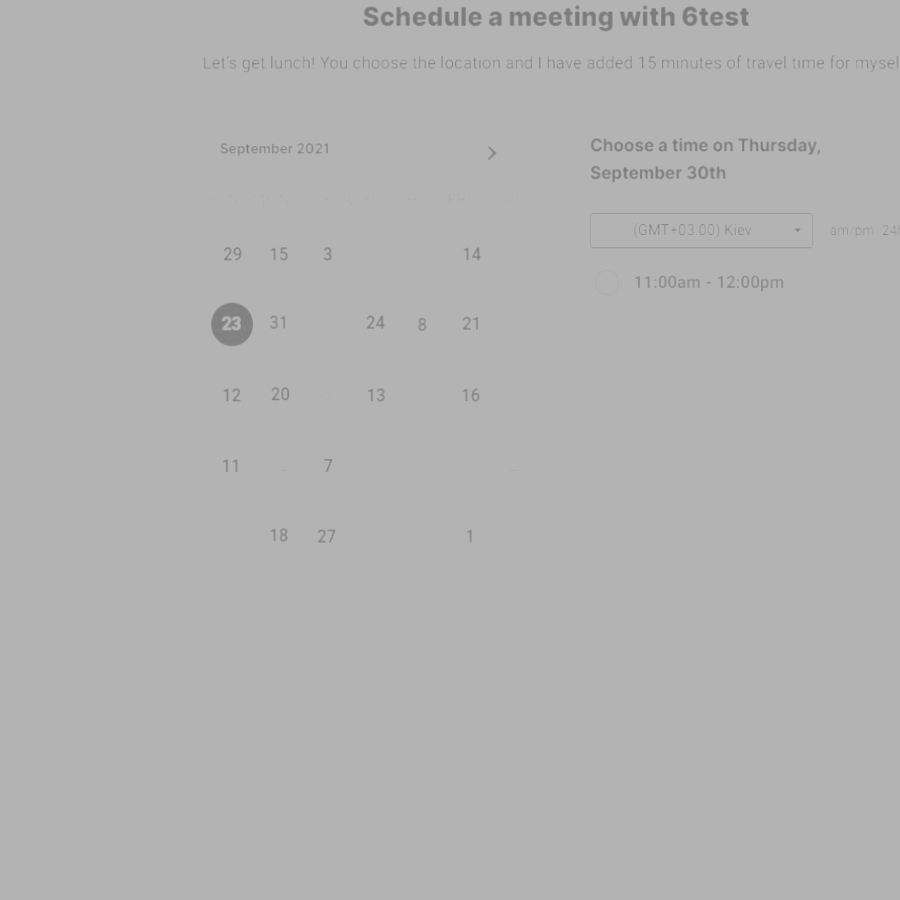 Schedule a meeting with 6test
Let's get lunch! You choose the location and I have added 15 minutes of travel time for
September 2021
Choose a time on Thursday,
September 30th
(GMT+03:00) Kiev
am/pm
11:00am - 12:00pm
29 15 3 14
23 31 24 8 21
12 20 13 16
11 7
18 27 1